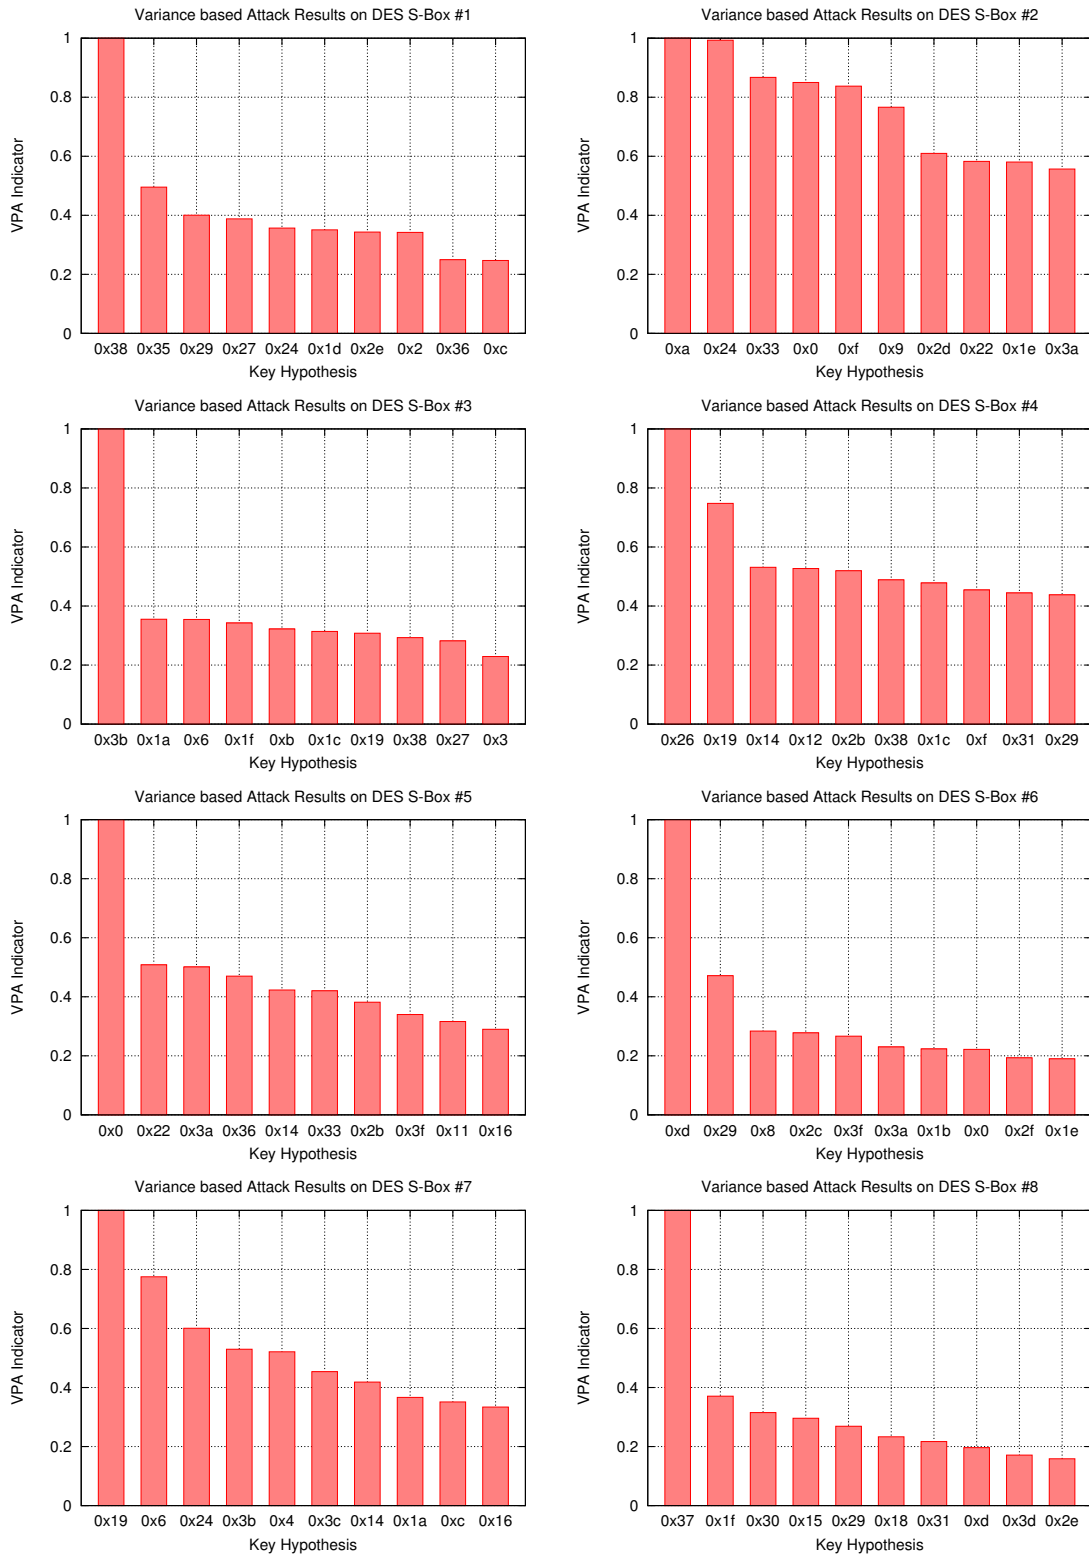 Variance based Attack Results on DES S-Box #1
1
0.8
0.6
0.4
0.2
0
VPA Indicator
0x38 0x35 0x29 0x27 0x24 0x1d 0x2e 0x2 0x36 0xc
Key Hypothesis
Variance based Attack Results on DES S-Box #2
1
0.8
0.6
0.4
0.2
0
VPA Indicator
0xa 0x24 0x33 0x0 0xf 0x9 0x2d 0x22 0x1e 0x3a
Key Hypothesis
Variance based Attack Results on DES S-Box #3
1
0.8
0.6
0.4
0.2
0
VPA Indicator
0x3b 0x1a 0x6 0x1f 0xb 0x1c 0x19 0x38 0x27 0x3
Key Hypothesis
Variance based Attack Results on DES S-Box #4
1
0.8
0.6
0.4
0.2
0
VPA Indicator
0x26 0x19 0x14 0x12 0x2b 0x38 0x1c 0xf 0x31 0x29
Key Hypothesis
Variance based Attack Results on DES S-Box #5
1
0.8
0.6
0.4
0.2
0
VPA Indicator
0x0 0x22 0x3a 0x36 0x14 0x33 0x2b 0x3f 0x11 0x16
Key Hypothesis
Variance based Attack Results on DES S-Box #6
1
0.8
0.6
0.4
0.2
0
VPA Indicator
0xd 0x29 0x8 0x2c 0x3f 0x3a 0x1b 0x0 0x2f 0x1e
Key Hypothesis
Variance based Attack Results on DES S-Box #7
1
0.8
0.6
0.4
0.2
0
VPA Indicator
0x19 0x6 0x24 0x3b 0x4 0x3c 0x14 0x1a 0xc 0x16
Key Hypothesis
Variance based Attack Results on DES S-Box #8
1
0.8
0.6
0.4
0.2
0
VPA Indicator
0x37 0x1f 0x30 0x15 0x29 0x18 0x31 0xd 0x3d 0x2e
Key Hypothesis